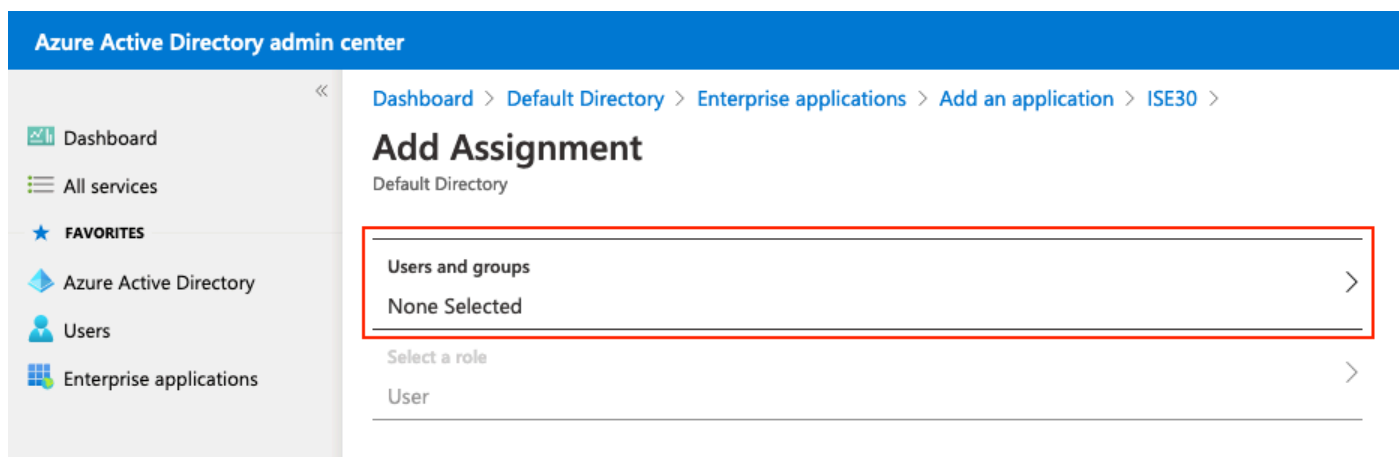 Azure Active Directory admin center
«
Dashboard > Default Directory > Enterprise applications > Add an application > ISE30 >
Add Assignment
Default Directory
Dashboard
All services
FAVORITES
Azure Active Directory
Users
Enterprise applications
Users and groups
None Selected
Select a role
User